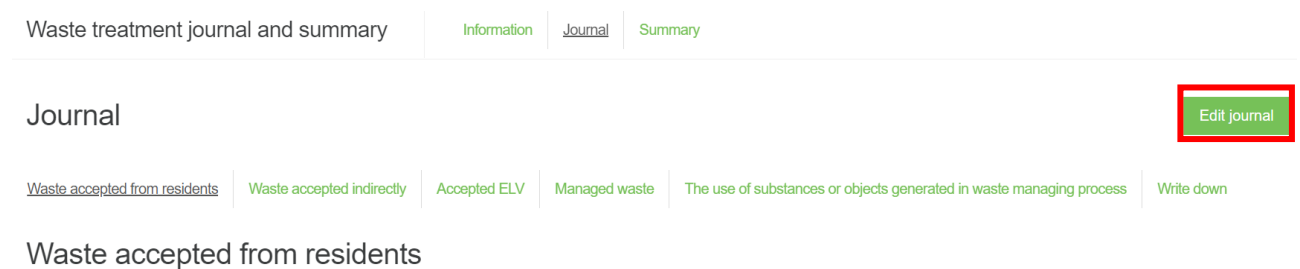 Waste treatment journal and summary Information Journal Summary
Journal Edit journal
Waste accepted from residents Waste accepted indirectly Accepted ELV Managed waste The use of substances or objects generated in waste managing process Write down
Waste accepted from residents